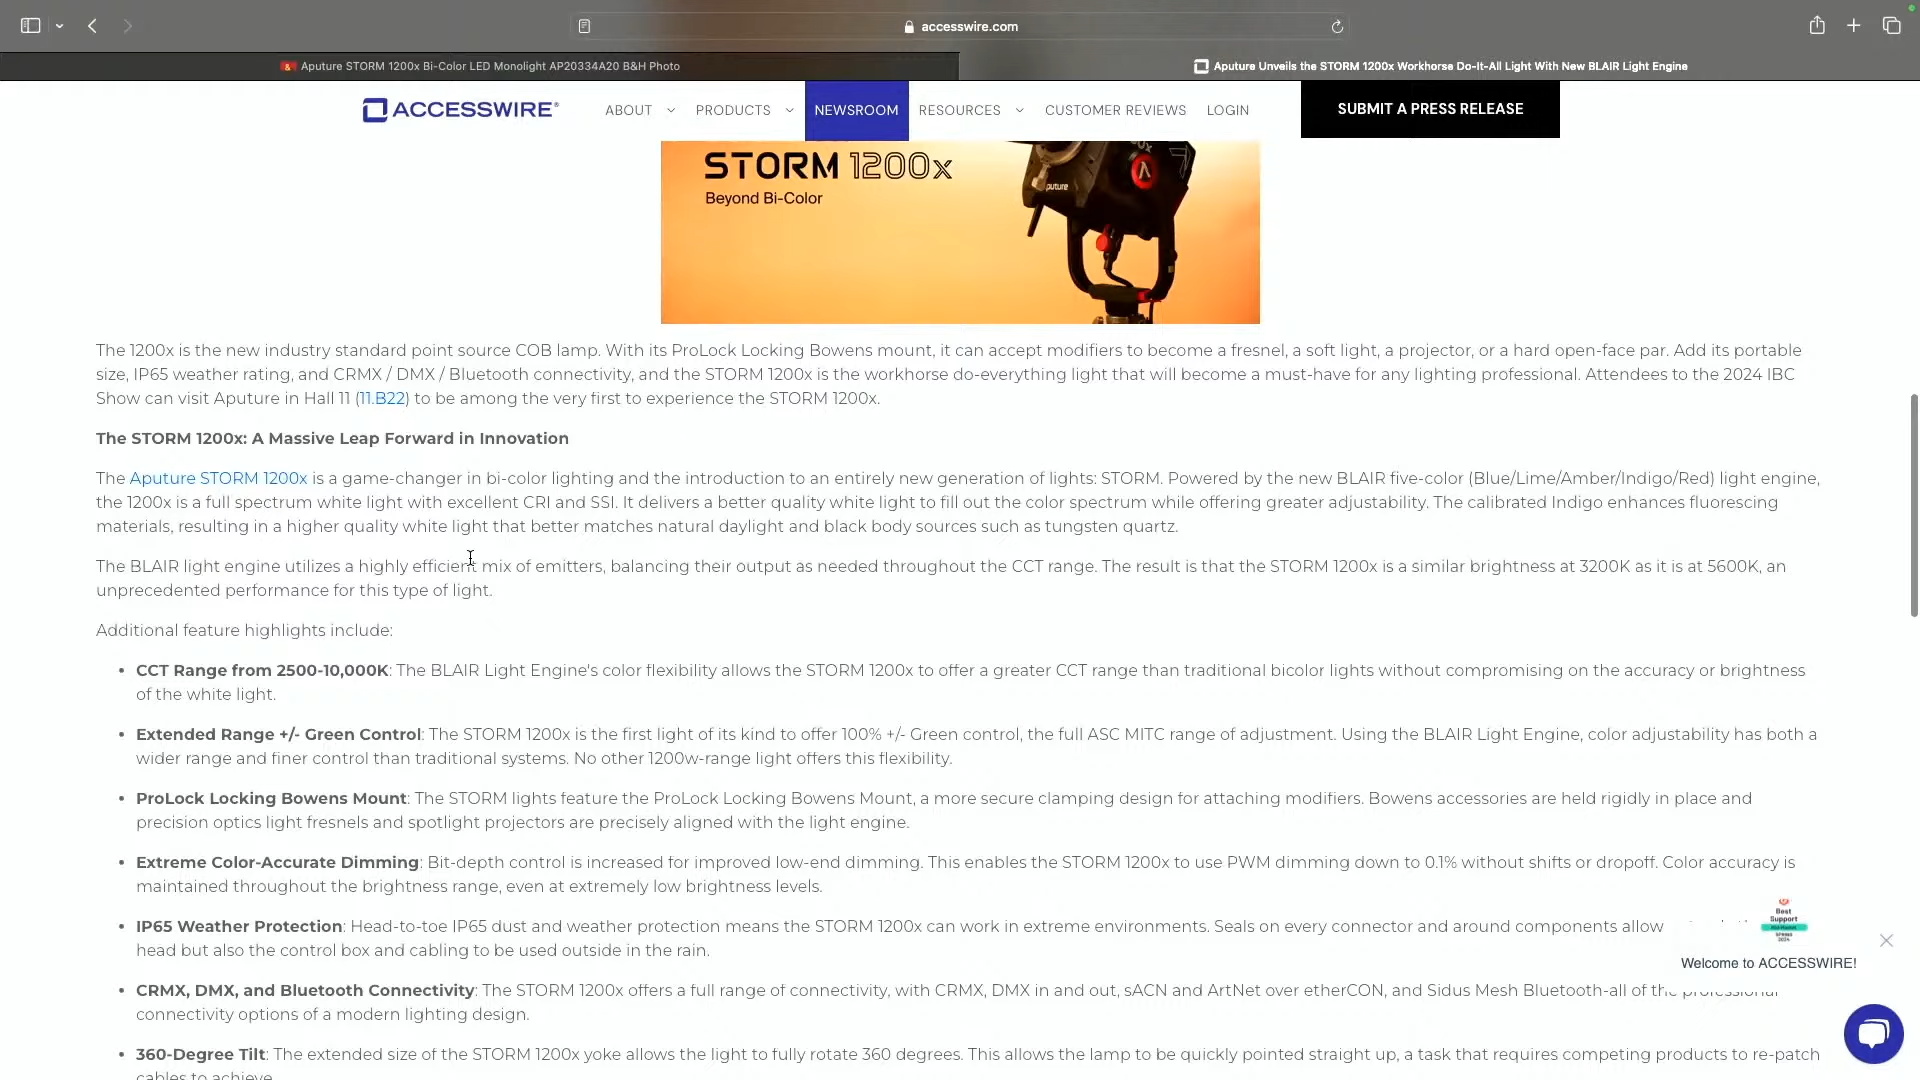 accesswire.com
Aputure STORM 1200x Bi-Color LED Monolight AP20334A20 B&H Photo
Aputure Unveils the STORM 1200x Workhorse Do-It-All Light With New BLAIR Light Engine
ACCESSWIRE®
ABOUT PRODUCTS NEWSROOM RESOURCES CUSTOMER REVIEWS LOGIN
SUBMIT A PRESS RELEASE
STORM 1200x
Beyond Bi-Color
puture
The 1200x is the new industry standard point source COB lamp. With its ProLock Locking Bowens mount, it can accept modifiers to become a fresnel, a soft light, a projector, or a hard open-face par. Add its portable
size, IP65 weather rating, and CRMX / DMX / Bluetooth connectivity, and the STORM 1200x is the workhorse do-everything light that will become a must-have for any lighting professional. Attendees to the 2024 IBC
Show can visit Aputure in Hall 11 (11.B22) to be among the very first to experience the STORM 1200x.
The STORM 1200x: A Massive Leap Forward in Innovation
The Aputure STORM 1200x is a game-changer in bi-color lighting and the introduction to an entirely new generation of lights: STORM. Powered by the new BLAIR five-color (Blue/Lime/Amber/Indigo/Red) light engine,
the 1200x is a full spectrum white light with excellent CRI and SSI. It delivers a better quality white light to fill out the color spectrum while offering greater adjustability. The calibrated Indigo enhances fluorescing
materials, resulting in a higher quality white light that better matches natural daylight and black body sources such as tungsten quartz.
The BLAIR light engine utilizes a highly efficient mix of emitters, balancing their output as needed throughout the CCT range. The result is that the STORM 1200x is a similar brightness at 3200K as it is at 5600K, an
unprecedented performance for this type of light.
Additional feature highlights include:
• CCT Range from 2500-10,000K: The BLAIR Light Engine's color flexibility allows the STORM 1200x to offer a greater CCT range than traditional bicolor lights without compromising on the accuracy or brightness
of the white light.
• Extended Range +/- Green Control: The STORM 1200x is the first light of its kind to offer 100% +/- Green control, the full ASC MITC range of adjustment. Using the BLAIR Light Engine, color adjustability has both a
wider range and finer control than traditional systems. No other 1200w-range light offers this flexibility.
• ProLock Locking Bowens Mount: The STORM lights feature the ProLock Locking Bowens Mount, a more secure clamping design for attaching modifiers. Bowens accessories are held rigidly in place and
precision optics light fresnels and spotlight projectors are precisely aligned with the light engine.
• Extreme Color-Accurate Dimming: Bit-depth control is increased for improved low-end dimming. This enables the STORM 1200x to use PWM dimming down to 0.1% without shifts or dropoff. Color accuracy is
maintained throughout the brightness range, even at extremely low brightness levels.
• IP65 Weather Protection: Head-to-toe IP65 dust and weather protection means the STORM 1200x can work in extreme environments. Seals on every connector and around components allow
head but also the control box and cabling to be used outside in the rain.
Best
Support
SPRING
2024
Welcome to ACCESSWIRE!
• CRMX, DMX, and Bluetooth Connectivity: The STORM 1200x offers a full range of connectivity, with CRMX, DMX in and out, sACN and ArtNet over etherCON, and Sidus Mesh Bluetooth-all of the professional
connectivity options of a modern lighting design.
• 360-Degree Tilt: The extended size of the STORM 1200x yoke allows the light to fully rotate 360 degrees. This allows the lamp to be quickly pointed straight up, a task that requires competing products to re-patch
cables to achieve